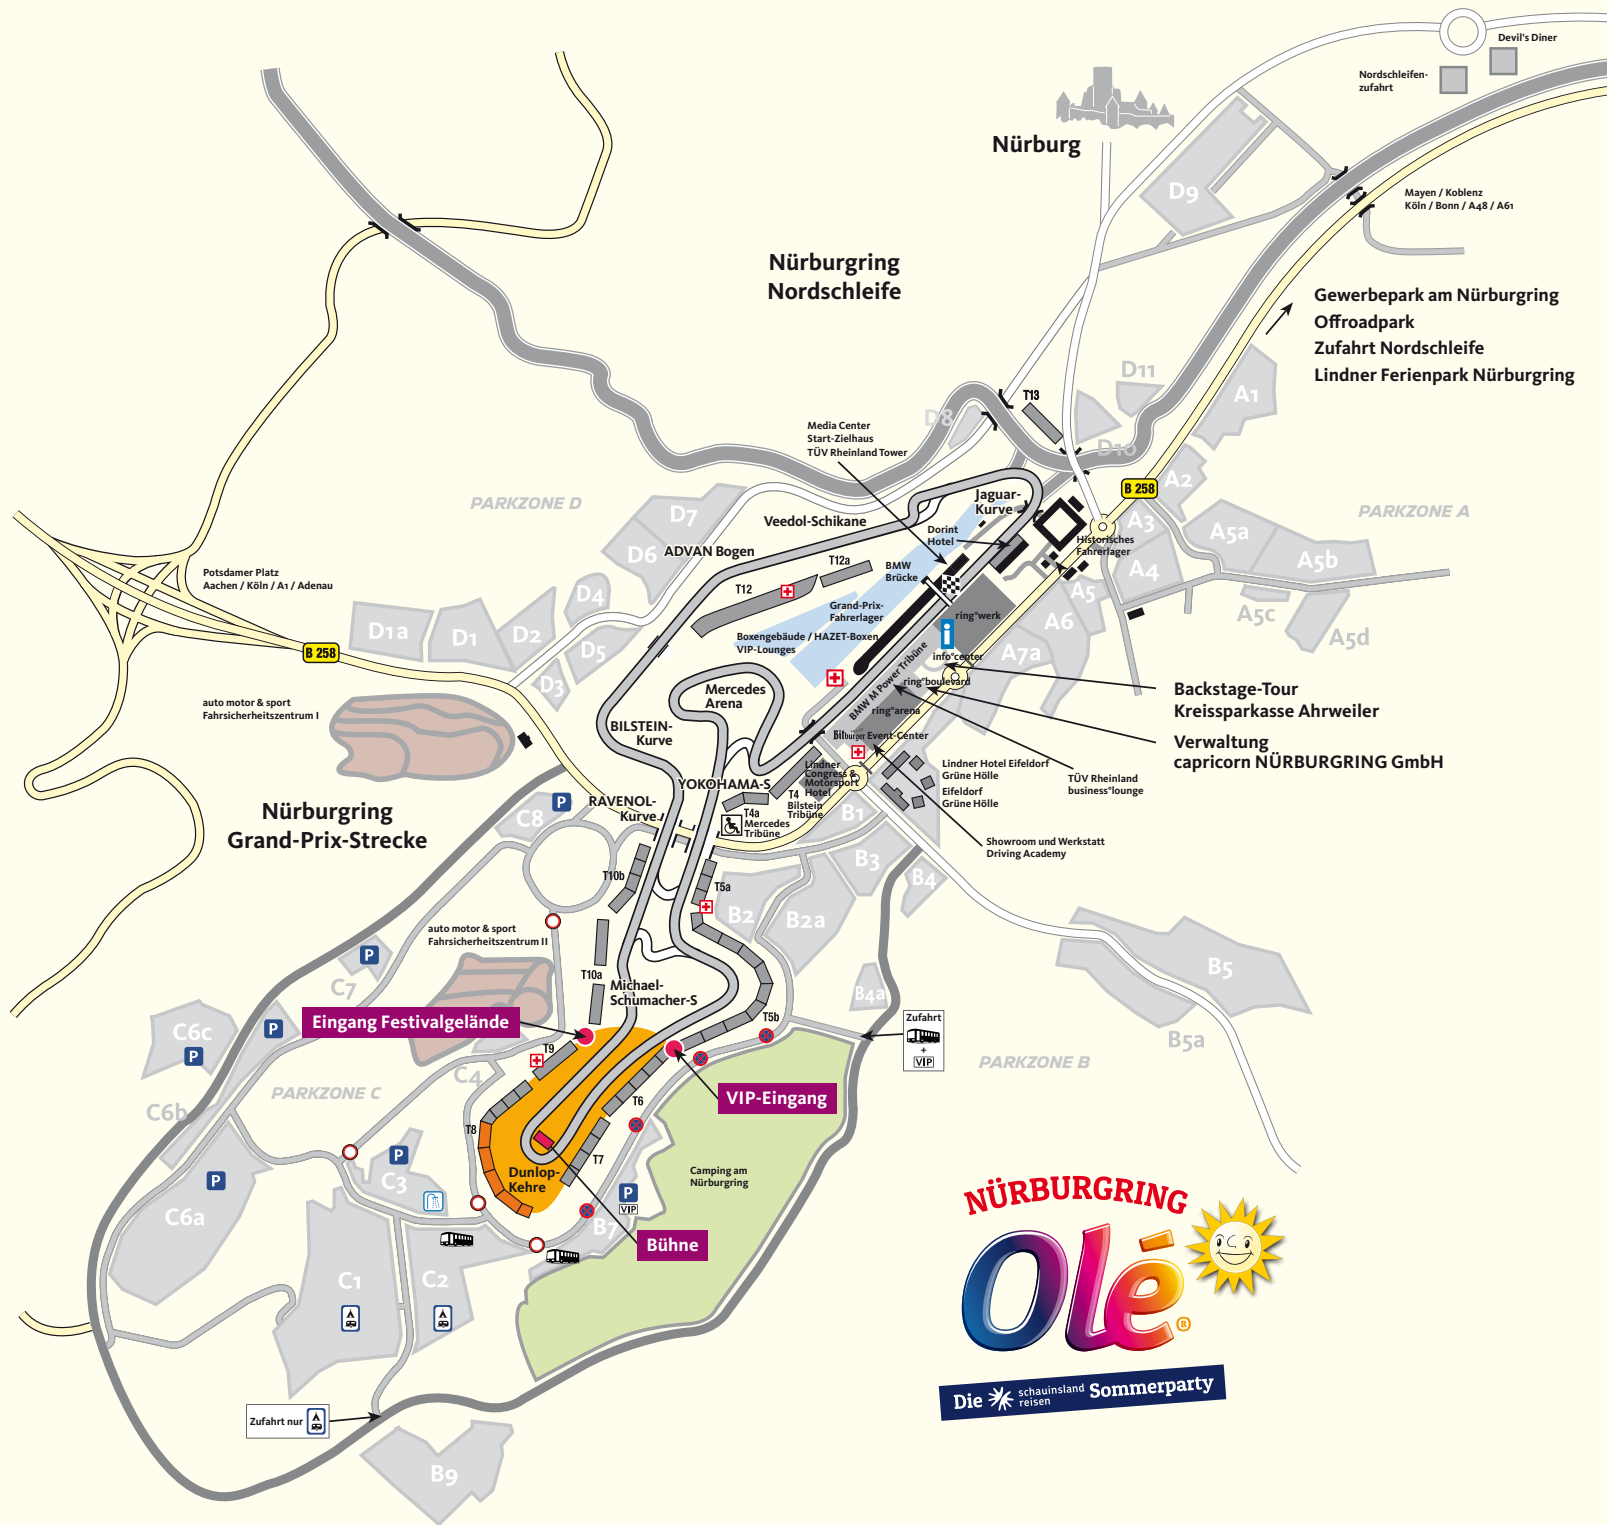 Devil's Diner
Nordschleifen-
zufahrt
Nürburg
D9
Mayen / Koblenz
Köln / Bonn / A48 / A61
Nürburgring
Nordschleife
Gewerbepark am Nürburgring
Offroadpark
Zufahrt Nordschleife
Lindner Ferienpark Nürburgring
D11
A1
T13
D8
D10
Media Center
Start-Zielhaus
TÜV Rheinland Tower
B 258
A2
PARKZONE D
PARKZONE A
Jaguar-
Kurve
D7
Veedol-Schikane
A3
A5a
Dorint
Hotel
Historisches
Fahrerlager
D6
ADVAN Bogen
A5b
T12a
BMW
Brücke
A4
Potsdamer Platz
Aachen / Köln / A1 / Adenau
T12
D4
A5
Grand-Prix-
Fahrerlager
ring°werk
A5c
A6
D1a
D1
D2
A5d
Boxengebäude / HAZET-Boxen
VIP-Lounges
D5
B 258
info°center
A7a
BMW M Power Tribüne
ring°boulevard
D3
Mercedes
Arena
Backstage-Tour
Kreissparkasse Ahrweiler
auto motor & sport
Fahrsicherheitszentrum I
ring°arena
BILSTEIN-
Kurve
Bitburger Event-Center
Verwaltung
capricorn NÜRBURGRING GmbH
Lindner
Congress &
Motorsport
Hotel
Lindner Hotel Eifeldorf
Grüne Hölle
Eifeldorf
Grüne Hölle
TÜV Rheinland
business°lounge
YOKOHAMA-S
T4
Bilstein
Tribüne
RAVENOL-
Kurve
T4a
Mercedes
Tribüne
Nürburgring
Grand-Prix-Strecke
P
C8
B1
Showroom und Werkstatt
Driving Academy
B3
T10b
T5a
B4
B2
B2a
auto motor & sport
Fahrsicherheitszentrum II
P
C7
T10a
B5
Michael-
Schumacher-S
B4a
Eingang Festivalgelände
P
C6c
P
T5b
Zufahrt
+
VIP
B5a
T9
PARKZONE B
C4
PARKZONE C
VIP-Eingang
T6
C6b
T8
P
T7
Camping am
Nürburgring
Dunlop-
Kehre
C3
P
P
VIP
C6a
B7
Bühne
NÜRBURGRING
Olé
®
C1
C2
Die schauinsland reisen Sommerparty
Zufahrt nur
B9